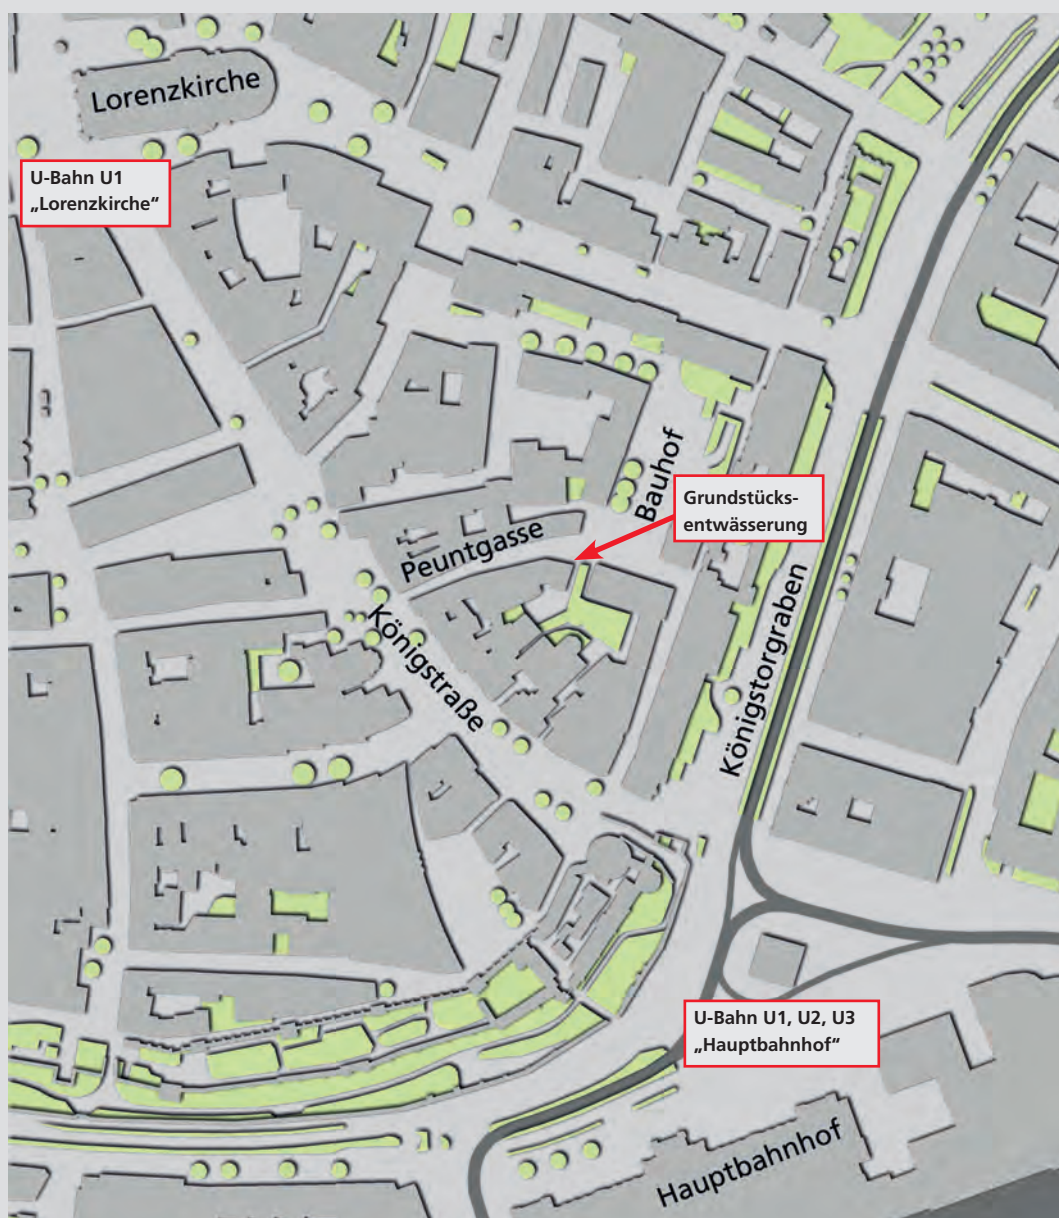 Lorenzkirche
U-Bahn U1
„Lorenzkirche“
Bauhof
Grundstücks-
entwässerung
Peuntgasse
Königstraße
Königstorgraben
U-Bahn U1, U2, U3
„Hauptbahnhof“
Hauptbahnhof